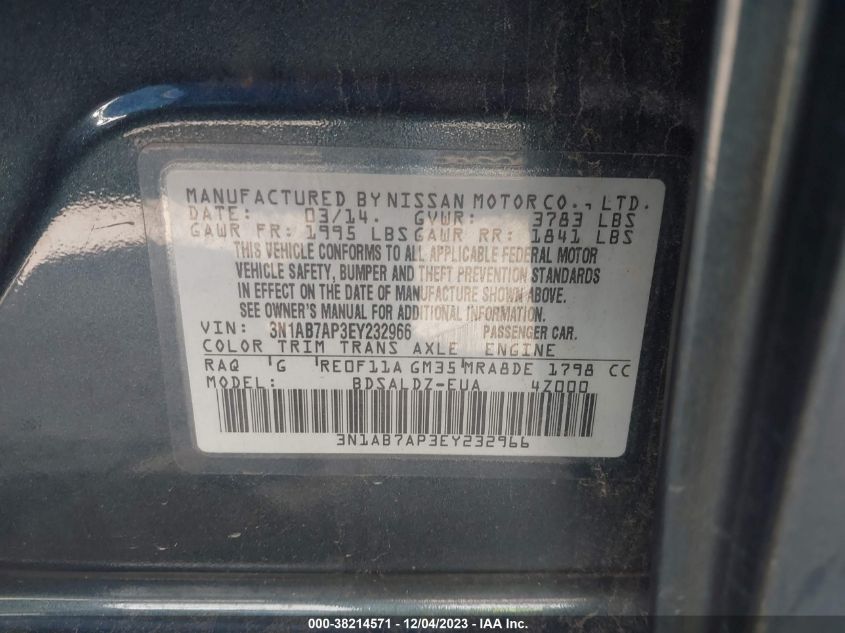 MANUFACTURED BY NISSAN MOTOR CO., LTD.
DATE: 03/14. GVWR: 3783 LBS
GAWR FR: 1995 LBS GAWR RR: 1841 LBS
THIS VEHICLE CONFORMS TO ALL APPLICABLE FEDERAL MOTOR
VEHICLE SAFETY, BUMPER AND THEFT PREVENTION STANDARDS
IN EFFECT ON THE DATE OF MANUFACTURE SHOWN ABOVE.
SEE OWNER'S MANUAL FOR ADDITIONAL INFORMATION.
VIN: 3N1AB7AP3EY232966 PASSENGER CAR.
COLOR TRIM TRANS AXLE ENGINE
RAQ G RE0F11A GM35 MRA8DE 1798 CC
MODEL: BDSALDZ-EUA 47000
3N1AB7AP3EY232966
000-38214571 - 12/04/2023 -